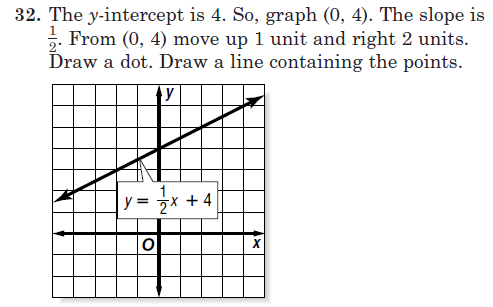 32. The y-intercept is 4. So, graph (0, 4). The slope is
1/2. From (0, 4) move up 1 unit and right 2 units.
Draw a dot. Draw a line containing the points.
y
y = 1/2x + 4
O
x